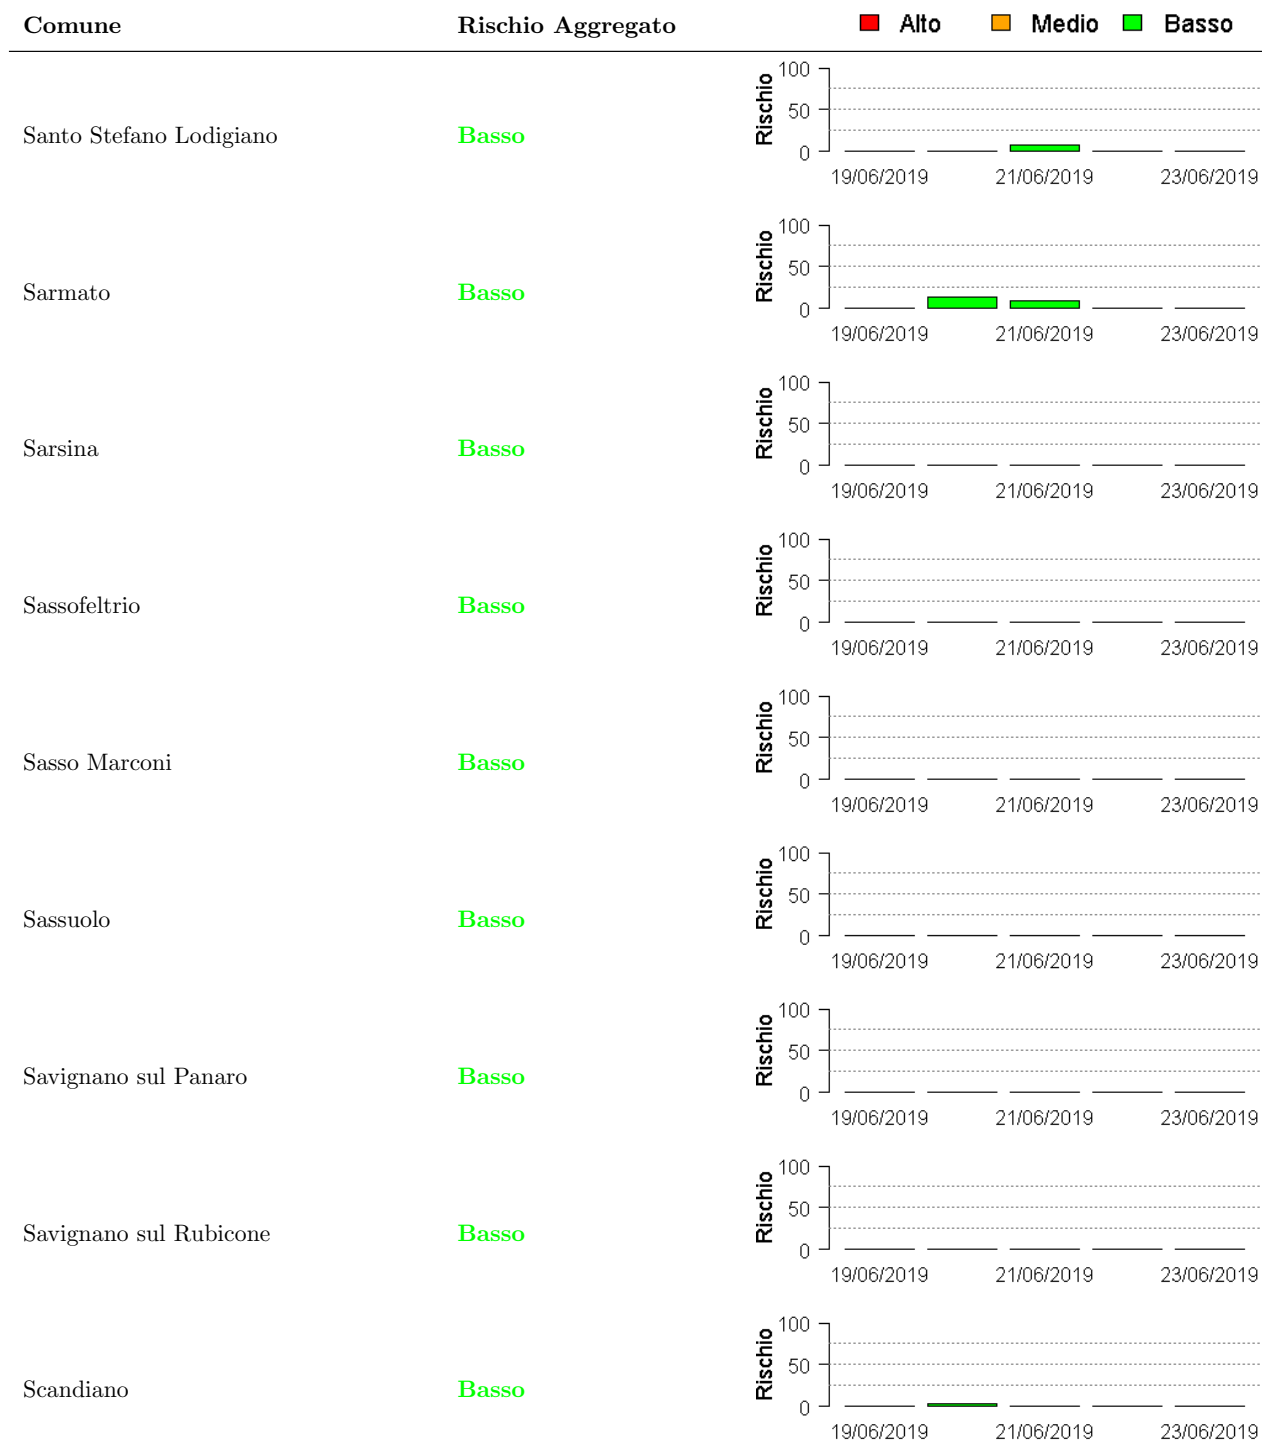 Comune Rischio Aggregato Alto Medio Basso
100
50
0
Rischio
Santo Stefano Lodigiano Basso
19/06/2019 21/06/2019 23/06/2019
100
50
0
Rischio
Sarmato Basso
19/06/2019 21/06/2019 23/06/2019
100
50
0
Rischio
Sarsina Basso
19/06/2019 21/06/2019 23/06/2019
100
50
0
Rischio
Sassofeltrio Basso
19/06/2019 21/06/2019 23/06/2019
100
50
0
Rischio
Sasso Marconi Basso
19/06/2019 21/06/2019 23/06/2019
100
50
0
Rischio
Sassuolo Basso
19/06/2019 21/06/2019 23/06/2019
100
50
0
Rischio
Savignano sul Panaro Basso
19/06/2019 21/06/2019 23/06/2019
100
50
0
Rischio
Savignano sul Rubicone Basso
19/06/2019 21/06/2019 23/06/2019
100
50
0
Rischio
Scandiano Basso
19/06/2019 21/06/2019 23/06/2019